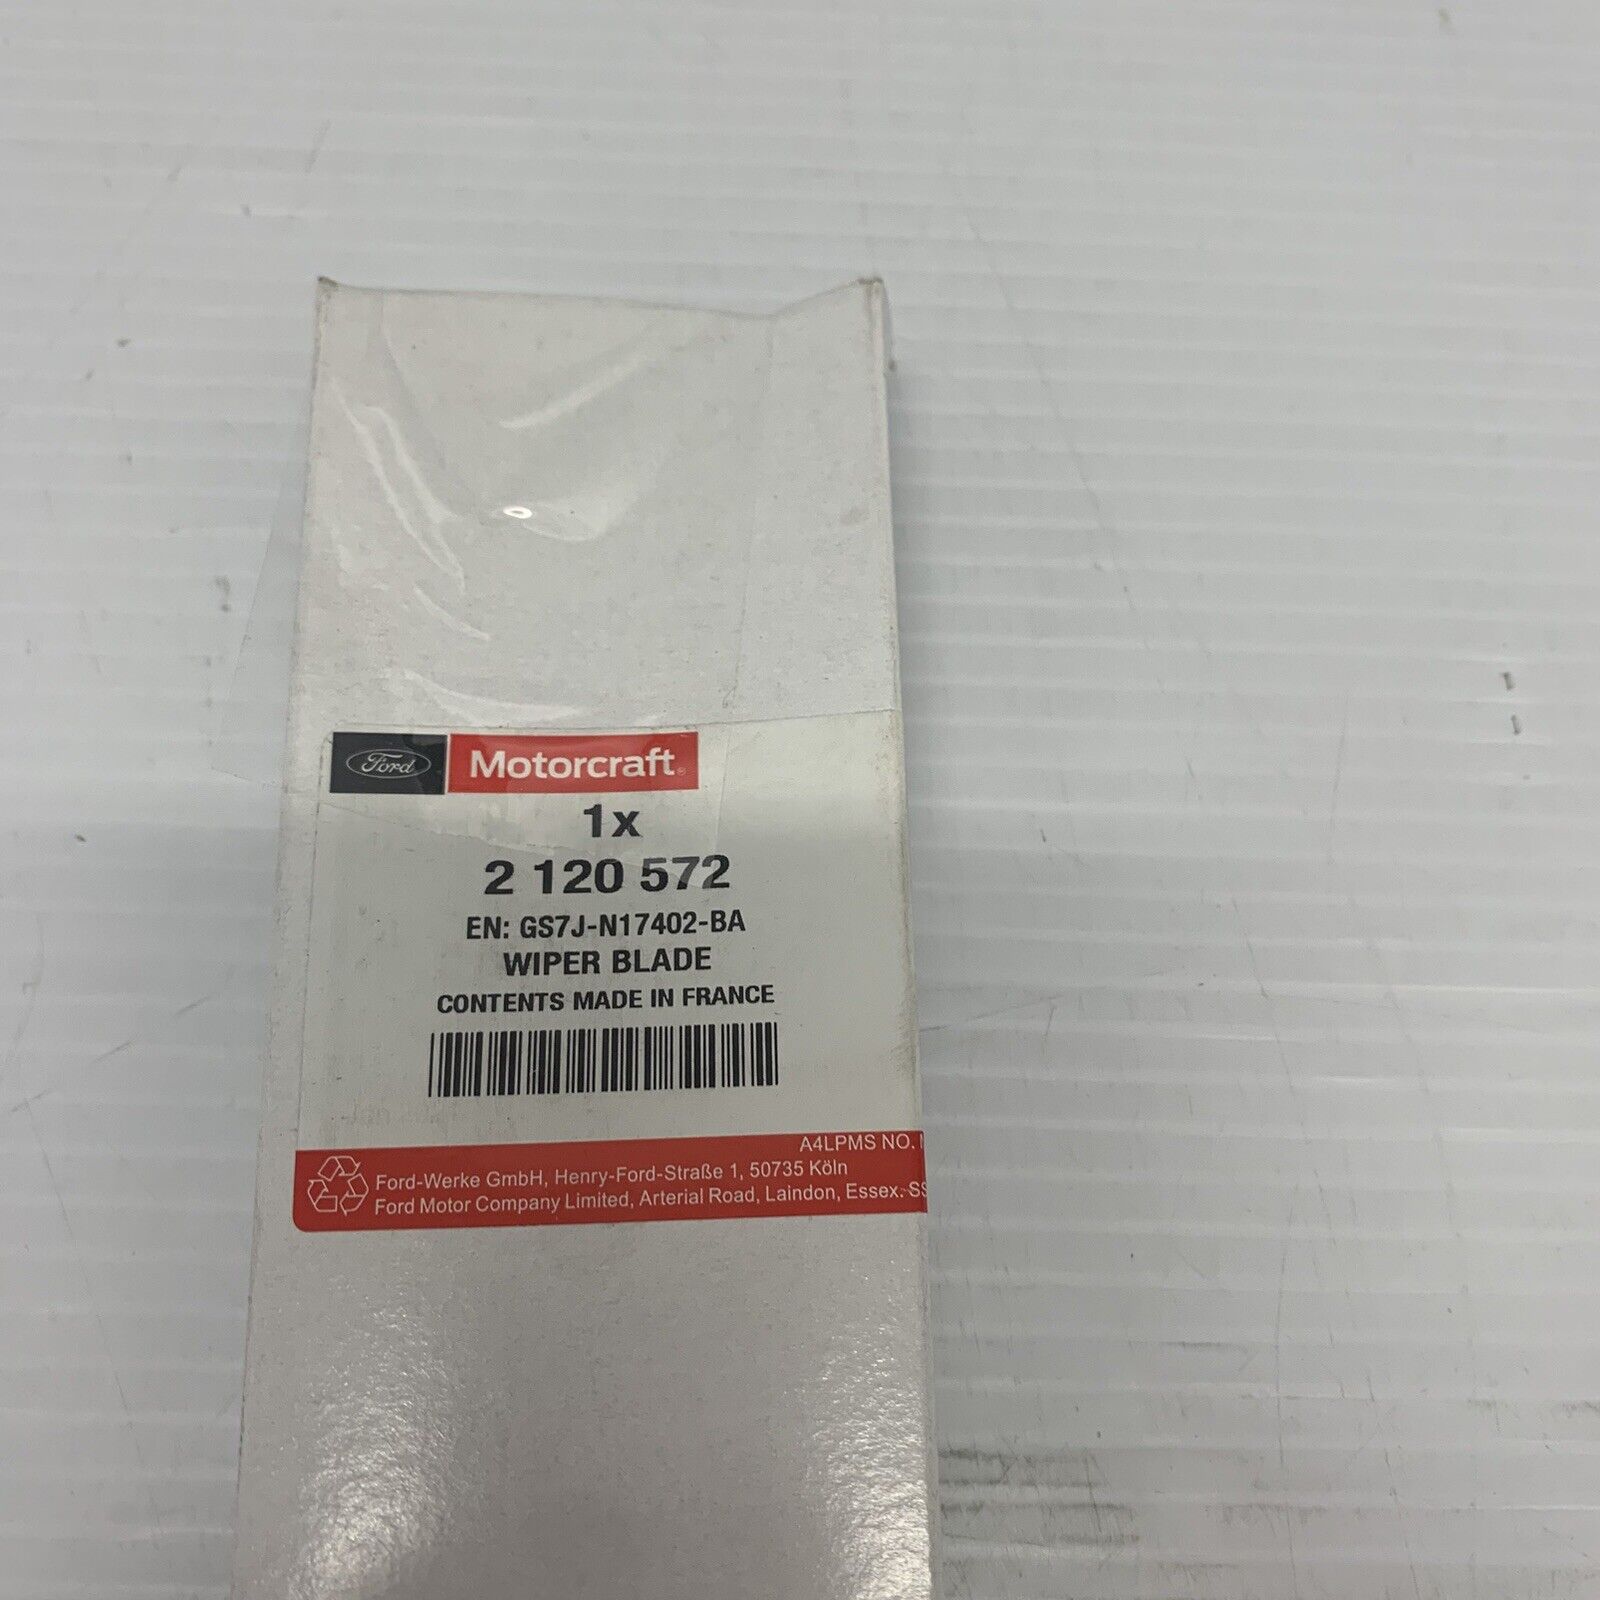 Ford Motorcraft®
1x
2 120 572
EN: GS7J-N17402-BA
WIPER BLADE
CONTENTS MADE IN FRANCE
A4LPMS NO.
Ford-Werke GmbH, Henry-Ford-Straße 1, 50735 Köln
Ford Motor Company Limited, Arterial Road, Laindon, Essex.